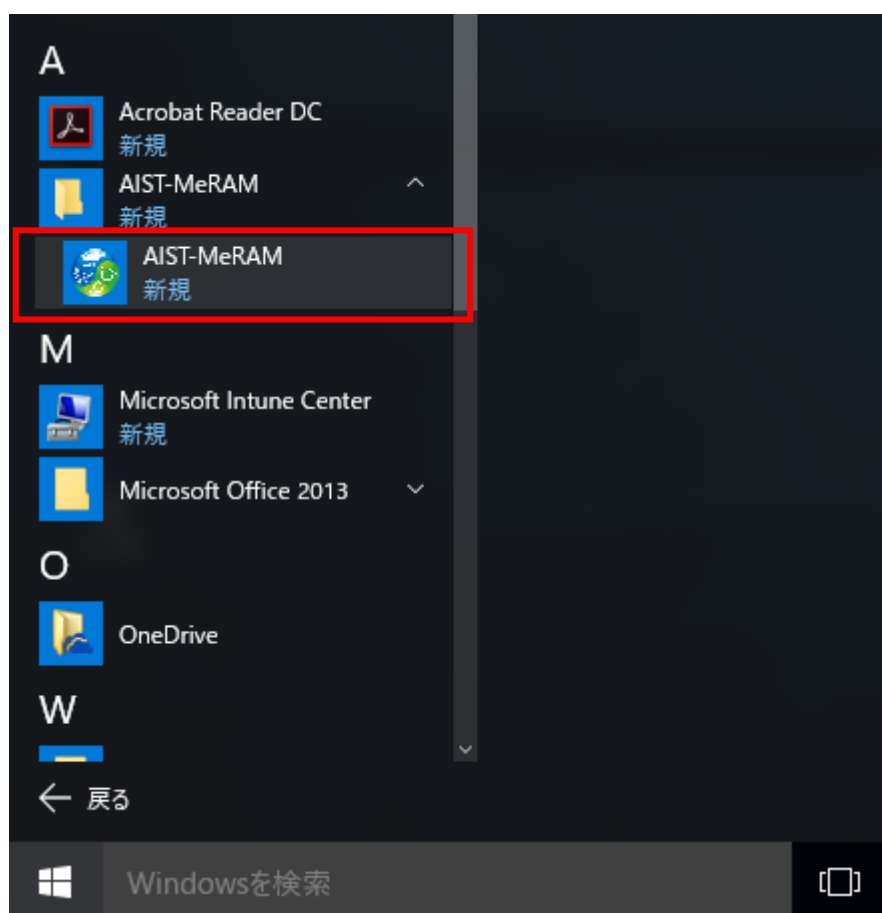 A
Acrobat Reader DC
新規
AIST-MeRAM
新規
AIST-MeRAM
新規
M
Microsoft Intune Center
新規
Microsoft Office 2013
O
OneDrive
W
戻る
Windowsを検索